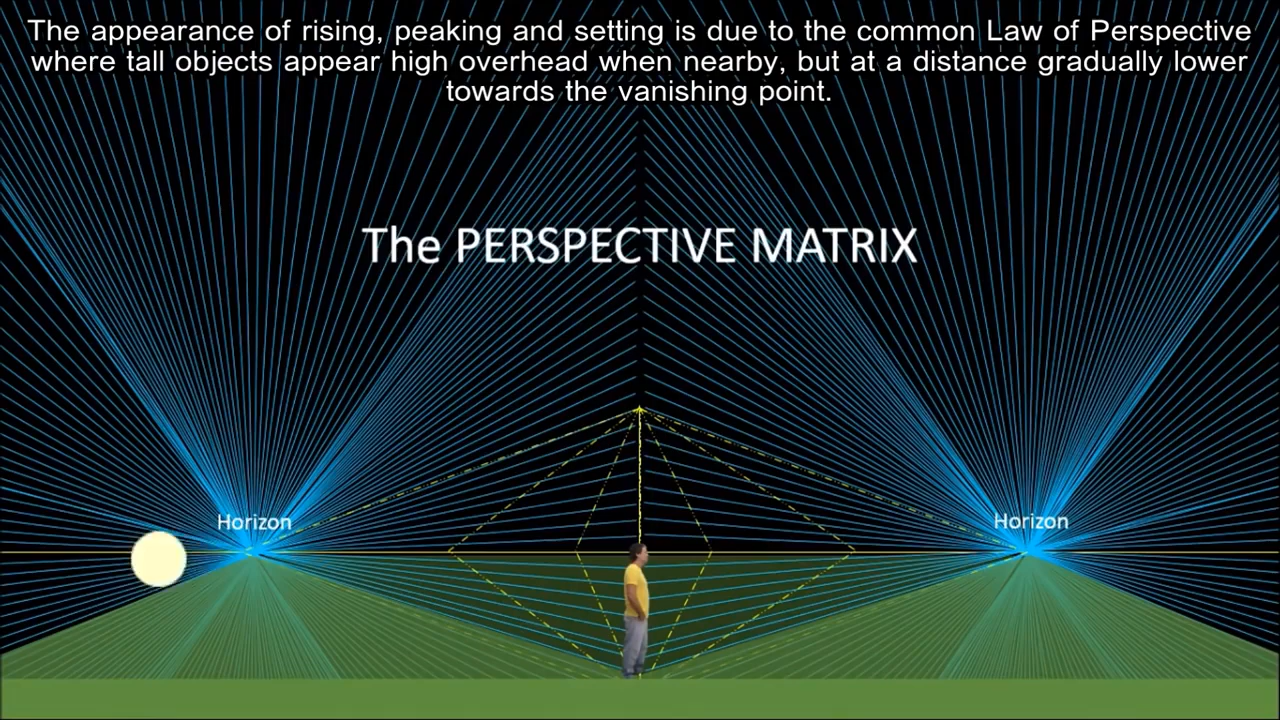 The appearance of rising, peaking and setting is due to the common Law of Perspective
where tall objects appear high overhead when nearby, but at a distance gradually lower
towards the vanishing point.
The PERSPECTIVE MATRIX
Horizon
Horizon